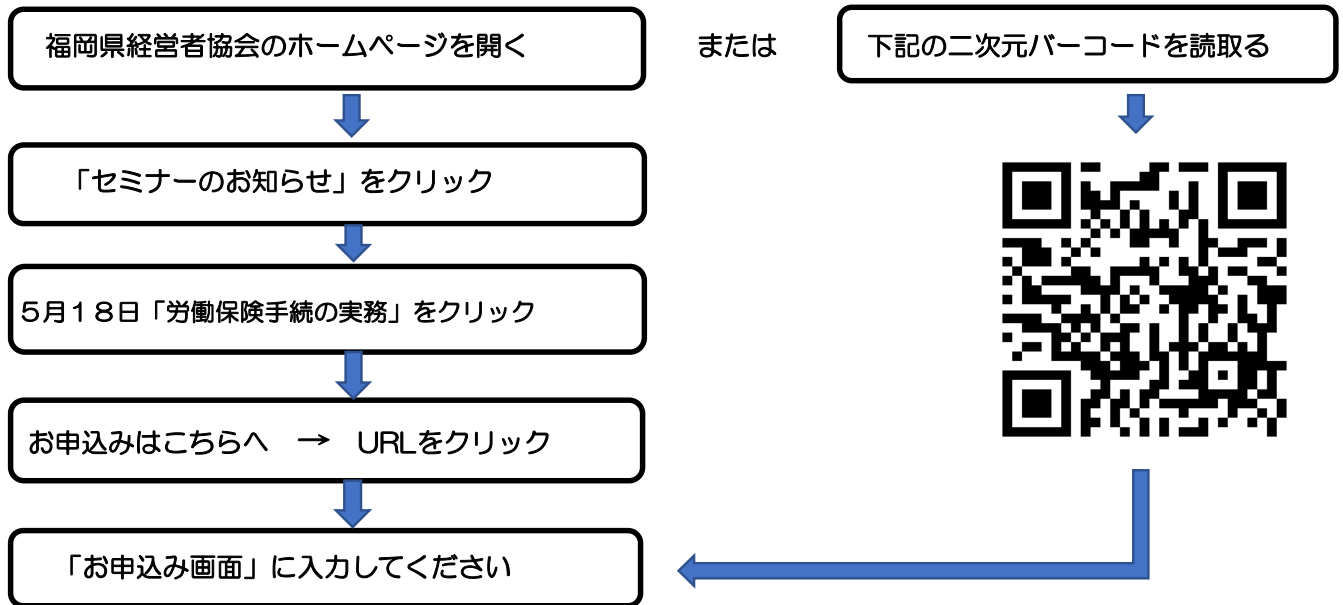 福岡県経営者協会のホームページを開く
または
下記の二次元バーコードを読取る
「セミナーのお知らせ」をクリック
５月１８日「労働保険手続の実務」をクリック
お申込みはこちらへ　→　URLをクリック
「お申込み画面」に入力してください